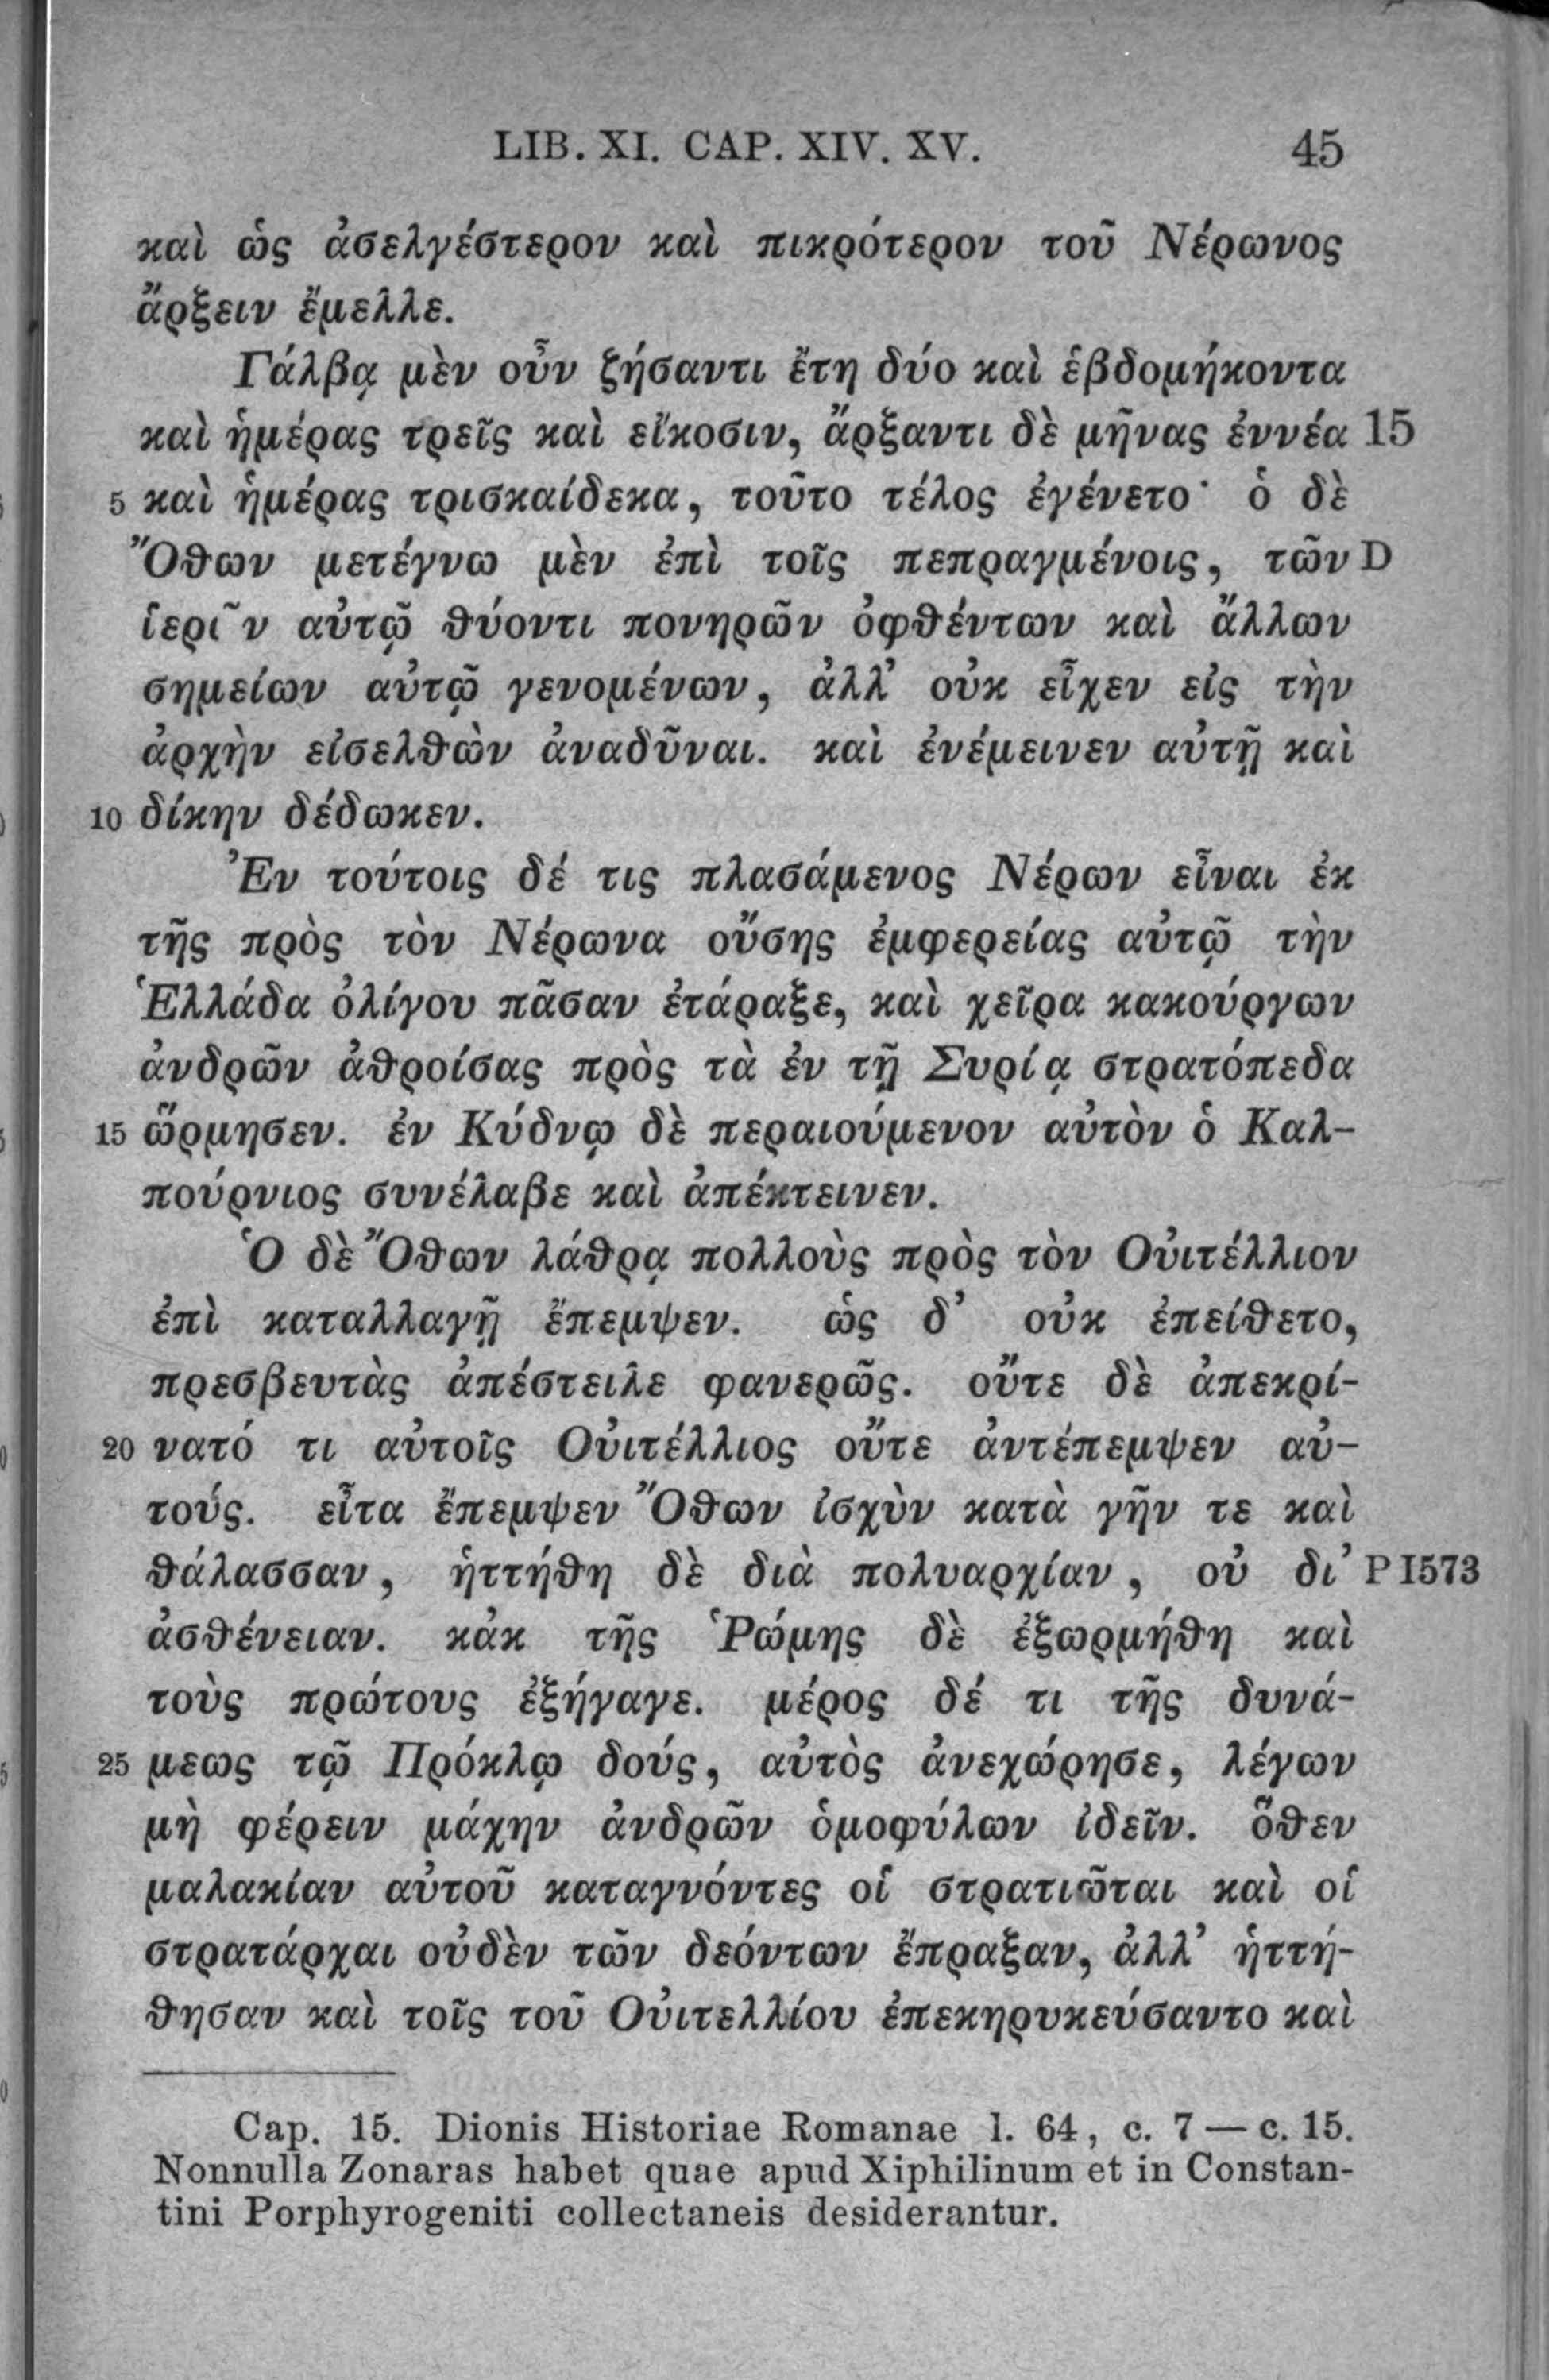 LIB. XI. CAP. XIV. XV. 45
καὶ ὡς ἀσελγέστερον καὶ πικρότερον τοῦ Νέρωνος
ἄρξειν ἔμελλε.
Γάλβᾳ μὲν οὖν ζήσαντι ἔτη δύο καὶ ἑβδομήκοντα
καὶ ἡμέρας τρεῖς καὶ εἴκοσιν, ἄρξαντι δὲ μῆνας ἐννέα 15
5 καὶ ἡμέρας τρισκαίδεκα, τοῦτο τέλος ἐγένετο· ὁ δὲ
Ὄθων μετέγνω μὲν ἐπὶ τοῖς πεπραγμένοις, τῶν D
ἱερῶν αὐτῷ θύοντι πονηρῶν ὀφθέντων καὶ ἄλλων
σημείων αὐτῷ γενομένων, ἀλλ’ οὐκ εἶχεν εἰς τὴν
ἀρχὴν εἰσελθὼν ἀναδῦναι. καὶ ἐνέμεινεν αὐτῇ καὶ
10 δίκην δέδωκεν.
Ἐν τούτοις δέ τις πλασάμενος Νέρων εἶναι ἐκ
τῆς πρὸς τὸν Νέρωνα οὔσης ἐμφερείας αὐτῷ τὴν
Ἑλλάδα ὀλίγου πᾶσαν ἐτάραξε, καὶ χεῖρα κακούργων
ἀνδρῶν ἀθροίσας πρὸς τὰ ἐν τῇ Συρίᾳ στρατόπεδα
15 ὥρμησεν. ἐν Κύδνῳ δὲ περαιούμενον αὐτὸν ὁ Καλ-
πούρνιος συνέλαβε καὶ ἀπέκτεινεν.
Ὁ δὲ Ὄθων λάθρᾳ πολλοὺς πρὸς τὸν Οὐιτέλλιον
ἐπὶ καταλλαγῇ ἔπεμψεν. ὡς δ’ οὐκ ἐπείθετο,
πρεσβευτὰς ἀπέστειλε φανερῶς. οὔτε δὲ ἀπεκρί-
20 νατό τι αὐτοῖς Οὐιτέλλιος οὔτε ἀντέπεμψεν αὐ-
τούς. εἶτα ἔπεμψεν Ὄθων ἰσχὺν κατὰ γῆν τε καὶ
θάλασσαν, ἡττήθη δὲ διὰ πολυαρχίαν, οὐ δι’ P I573
ἀσθένειαν. κἀκ τῆς Ῥώμης δὲ ἐξωρμήθη καὶ
τοὺς πρώτους ἐξήγαγε. μέρος δέ τι τῆς δυνά-
25 μεως τῷ Πρόκλῳ δούς, αὐτὸς ἀνεχώρησε, λέγων
μὴ φέρειν μάχην ἀνδρῶν ὁμοφύλων ἰδεῖν. ὅθεν
μαλακίαν αὐτοῦ καταγνόντες οἱ στρατιῶται καὶ οἱ
στρατάρχαι οὐδὲν τῶν δεόντων ἔπραξαν, ἀλλ’ ἡττή-
θησαν καὶ τοῖς τοῦ Οὐιτελλίου ἐπεκηρυκεύσαντο καὶ
Cap. 15. Dionis Historiae Romanae l. 64, c. 7 — c. 15.
Nonnulla Zonaras habet quae apud Xiphilinum et in Constan-
tini Porphyrogeniti collectaneis desiderantur.